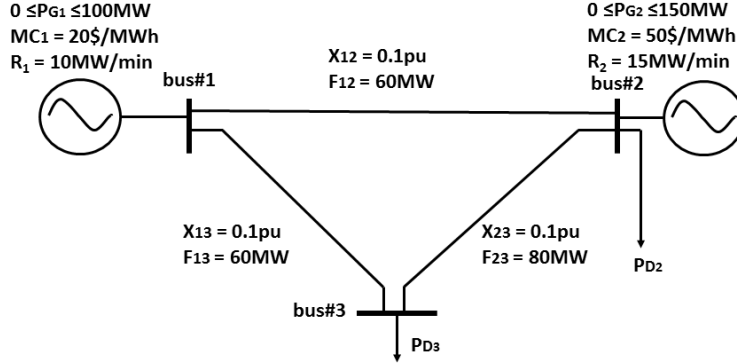 0 ≤PG1 ≤100MW
MC1 = 20$/MWh
R1 = 10MW/min
bus#1
X12 = 0.1pu
F12 = 60MW
0 ≤PG2 ≤150MW
MC2 = 50$/MWh
R2 = 15MW/min
bus#2
X13 = 0.1pu
F13 = 60MW
X23 = 0.1pu
F23 = 80MW
PD2
bus#3
PD3